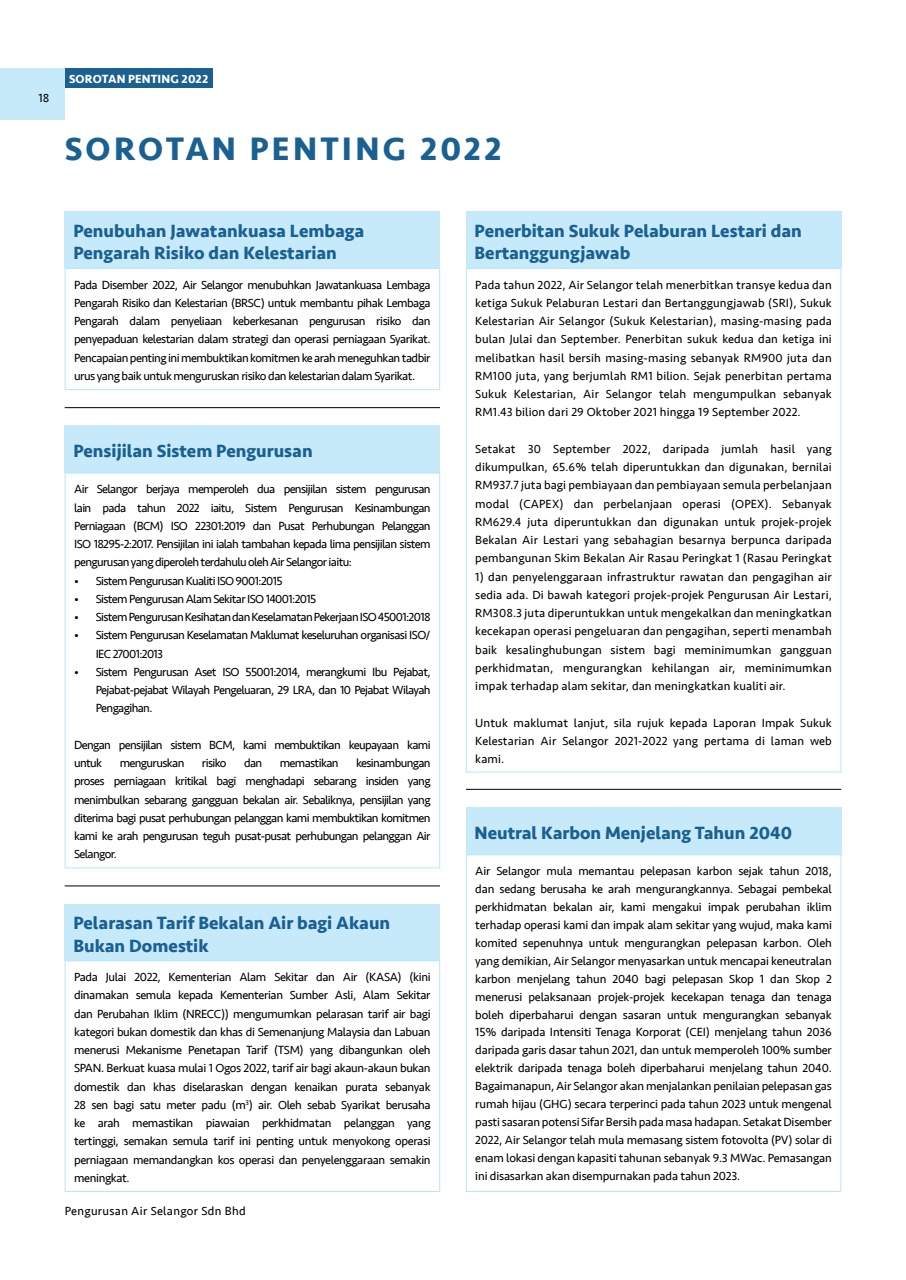 SOROTAN PENTING 2022
18
SOROTAN PENTING 2022
Penubuhan Jawatankuasa Lembaga
Pengarah Risiko dan Kelestarian
Pada Disember 2022, Air Selangor menubuhkan Jawatankuasa Lembaga
Pengarah Risiko dan Kelestarian (BRSC) untuk membantu pihak Lembaga
Pengarah dalam penyeliaan keberkesanan pengurusan risiko dan
penyepaduan kelestarian dalam strategi dan operasi perniagaan Syarikat.
Pencapaian penting ini membuktikan komitmen ke arah meneguhkan tadbir
urus yang baik untuk menguruskan risiko dan kelestarian dalam Syarikat.
Pensijilan Sistem Pengurusan
Air Selangor berjaya memperoleh dua pensijilan sistem pengurusan
lain pada tahun 2022 iaitu, Sistem Pengurusan Kesinambungan
Perniagaan (BCM) ISO 22301:2019 dan Pusat Perhubungan Pelanggan
ISO 18295-2:2017. Pensijilan ini ialah tambahan kepada lima pensijilan sistem
pengurusan yang diperoleh terdahulu oleh Air Selangor iaitu:
• Sistem Pengurusan Kualiti ISO 9001:2015
• Sistem Pengurusan Alam Sekitar ISO 14001:2015
• Sistem Pengurusan Kesihatan dan Keselamatan Pekerjaan ISO 45001:2018
• Sistem Pengurusan Keselamatan Maklumat keseluruhan organisasi ISO/
IEC 27001:2013
• Sistem Pengurusan Aset ISO 55001:2014, merangkumi Ibu Pejabat,
Pejabat-pejabat Wilayah Pengeluaran, 29 LRA, dan 10 Pejabat Wilayah
Pengagihan.
Dengan pensijilan sistem BCM, kami membuktikan keupayaan kami
untuk menguruskan risiko dan memastikan kesinambungan
proses perniagaan kritikal bagi menghadapi sebarang insiden yang
menimbulkan sebarang gangguan bekalan air. Sebaliknya, pensijilan yang
diterima bagi pusat perhubungan pelanggan kami membuktikan komitmen
kami ke arah pengurusan teguh pusat-pusat perhubungan pelanggan Air
Selangor.
Pelarasan Tarif Bekalan Air bagi Akaun
Bukan Domestik
Pada Julai 2022, Kementerian Alam Sekitar dan Air (KASA) (kini
dinamakan semula kepada Kementerian Sumber Asli, Alam Sekitar
dan Perubahan Iklim (NRECC)) mengumumkan pelarasan tarif air bagi
kategori bukan domestik dan khas di Semenanjung Malaysia dan Labuan
menerusi Mekanisme Penetapan Tarif (TSM) yang dibangunkan oleh
SPAN. Berkuat kuasa mulai 1 Ogos 2022, tarif air bagi akaun-akaun bukan
domestik dan khas diselaraskan dengan kenaikan purata sebanyak
28 sen bagi satu meter padu (m³) air. Oleh sebab Syarikat berusaha
ke arah memastikan piawaian perkhidmatan pelanggan yang
tertinggi, semakan semula tarif ini penting untuk menyokong operasi
perniagaan memandangkan kos operasi dan penyelenggaraan semakin
meningkat.
Penerbitan Sukuk Pelaburan Lestari dan
Bertanggungjawab
Pada tahun 2022, Air Selangor telah menerbitkan transye kedua dan
ketiga Sukuk Pelaburan Lestari dan Bertanggungjawab (SRI), Sukuk
Kelestarian Air Selangor (Sukuk Kelestarian), masing-masing pada
bulan Julai dan September. Penerbitan sukuk kedua dan ketiga ini
melibatkan hasil bersih masing-masing sebanyak RM900 juta dan
RM100 juta, yang berjumlah RM1 bilion. Sejak penerbitan pertama
Sukuk Kelestarian, Air Selangor telah mengumpulkan sebanyak
RM1.43 bilion dari 29 Oktober 2021 hingga 19 September 2022.
Setakat 30 September 2022, daripada jumlah hasil yang
dikumpulkan, 65.6% telah diperuntukkan dan digunakan, bernilai
RM937.7 juta bagi pembiayaan dan pembiayaan semula perbelanjaan
modal (CAPEX) dan perbelanjaan operasi (OPEX). Sebanyak
RM629.4 juta diperuntukkan dan digunakan untuk projek-projek
Bekalan Air Lestari yang sebahagian besarnya berpunca daripada
pembangunan Skim Bekalan Air Rasau Peringkat 1 (Rasau Peringkat
1) dan penyelenggaraan infrastruktur rawatan dan pengagihan air
sedia ada. Di bawah kategori projek-projek Pengurusan Air Lestari,
RM308.3 juta diperuntukkan untuk mengekalkan dan meningkatkan
kecekapan operasi pengeluaran dan pengagihan, seperti menambah
baik kesalinghubungan sistem bagi meminimumkan gangguan
perkhidmatan, mengurangkan kehilangan air, meminimumkan
impak terhadap alam sekitar, dan meningkatkan kualiti air.
Untuk maklumat lanjut, sila rujuk kepada Laporan Impak Sukuk
Kelestarian Air Selangor 2021-2022 yang pertama di laman web
kami.
Neutral Karbon Menjelang Tahun 2040
Air Selangor mula memantau pelepasan karbon sejak tahun 2018,
dan sedang berusaha ke arah mengurangkannya. Sebagai pembekal
perkhidmatan bekalan air, kami mengakui impak perubahan iklim
terhadap operasi kami dan impak alam sekitar yang wujud, maka kami
komited sepenuhnya untuk mengurangkan pelepasan karbon. Oleh
yang demikian, Air Selangor menyasarkan untuk mencapai keneutralan
karbon menjelang tahun 2040 bagi pelepasan Skop 1 dan Skop 2
menerusi pelaksanaan projek-projek kecekapan tenaga dan tenaga
boleh diperbaharui dengan sasaran untuk mengurangkan sebanyak
15% daripada Intensiti Tenaga Korporat (CEI) menjelang tahun 2036
daripada garis dasar tahun 2021, dan untuk memperoleh 100% sumber
elektrik daripada tenaga boleh diperbaharui menjelang tahun 2040.
Bagaimanapun, Air Selangor akan menjalankan penilaian pelepasan gas
rumah hijau (GHG) secara terperinci pada tahun 2023 untuk mengenal
pasti sasaran potensi Sifar Bersih pada masa hadapan. Setakat Disember
2022, Air Selangor telah mula memasang sistem fotovolta (PV) solar di
enam lokasi dengan kapasiti tahunan sebanyak 9.3 MWac. Pemasangan
ini disasarkan akan disempurnakan pada tahun 2023.
Pengurusan Air Selangor Sdn Bhd